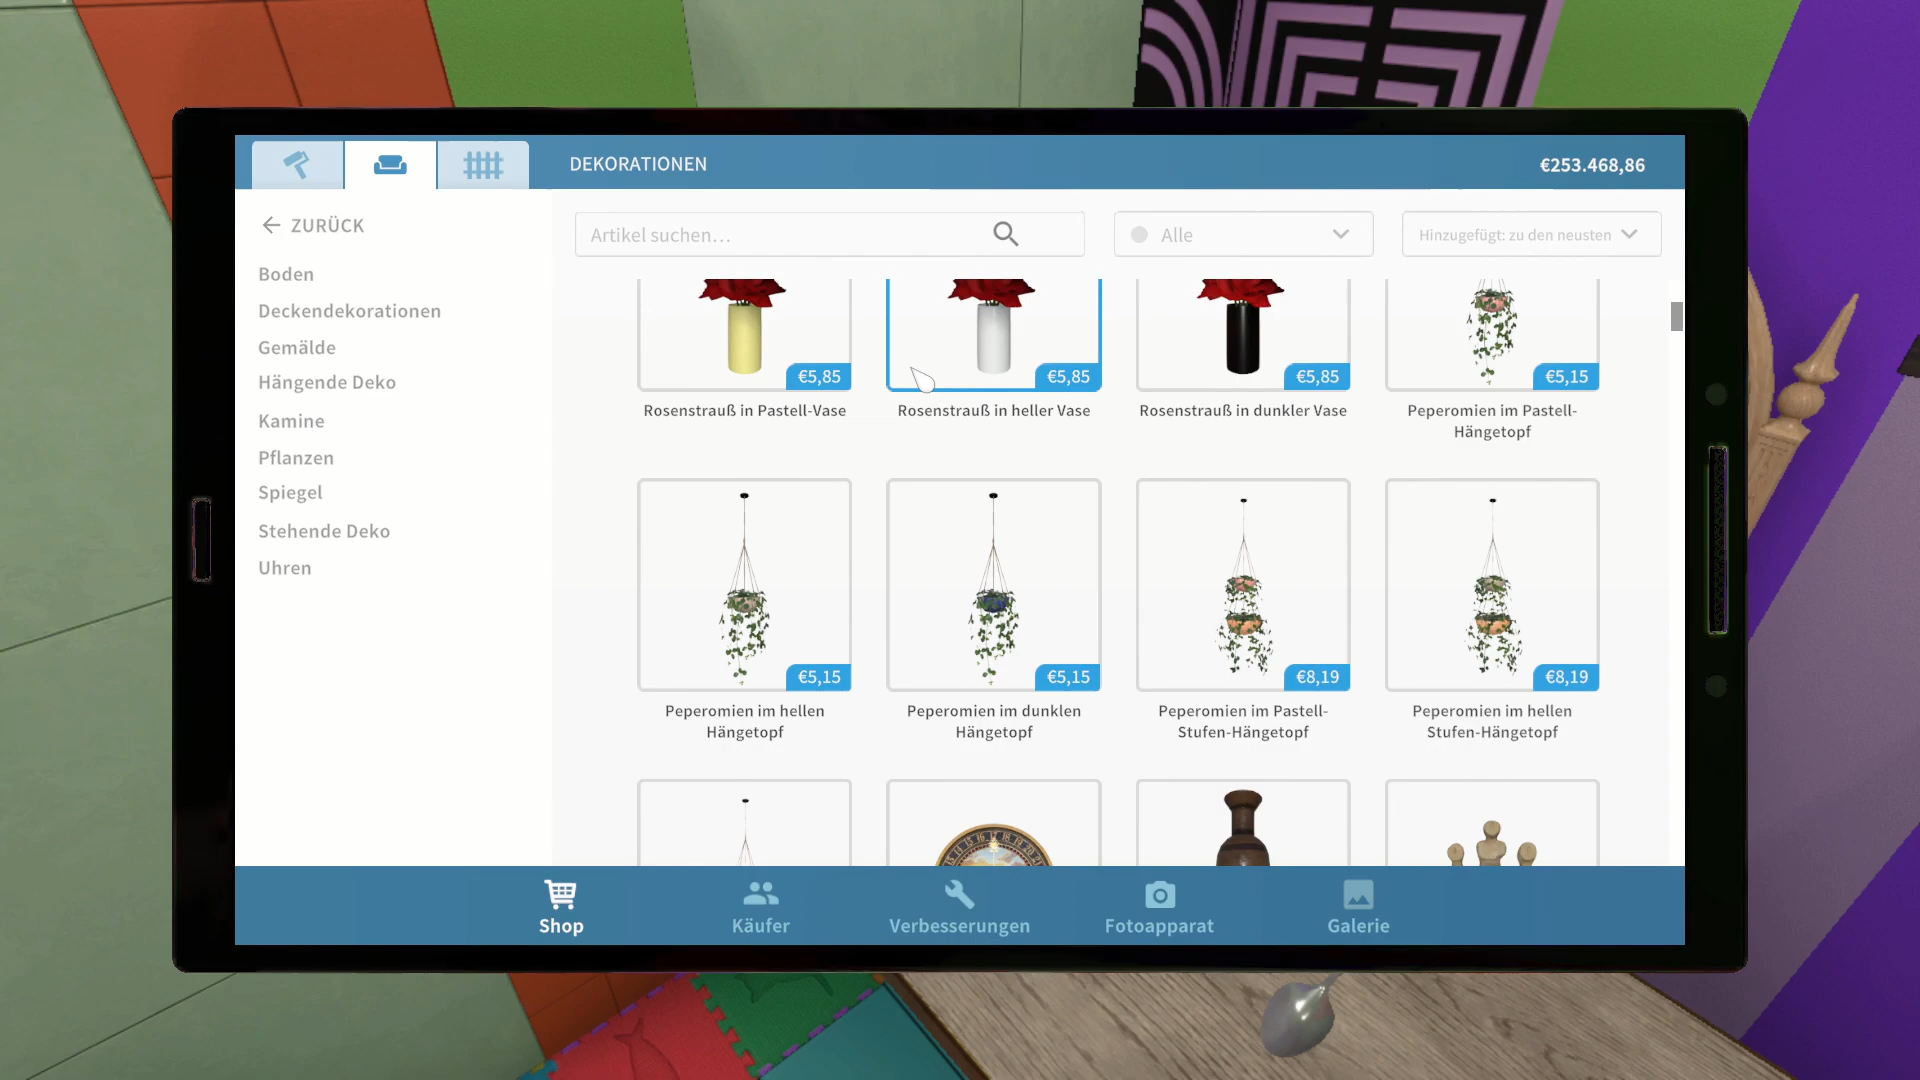 DEKORATIONEN
€253.468,86
ZURÜCK
Artikel suchen...
Alle
Hinzugefügt: zu den neusten
Boden
Deckendekorationen
Gemälde
Hängende Deko
Kamine
Pflanzen
Spiegel
Stehende Deko
Uhren
€5,85
€5,85
€5,85
€5,15
Rosenstrauß in Pastell-Vase
Rosenstrauß in heller Vase
Rosenstrauß in dunkler Vase
Peperomien im Pastell-
Hängetopf
€5,15
€5,15
€8,19
€8,19
Peperomien im hellen
Hängetopf
Peperomien im dunklen
Hängetopf
Peperomien im Pastell-
Stufen-Hängetopf
Peperomien im hellen
Stufen-Hängetopf
Shop
Käufer
Verbesserungen
Fotoapparat
Galerie